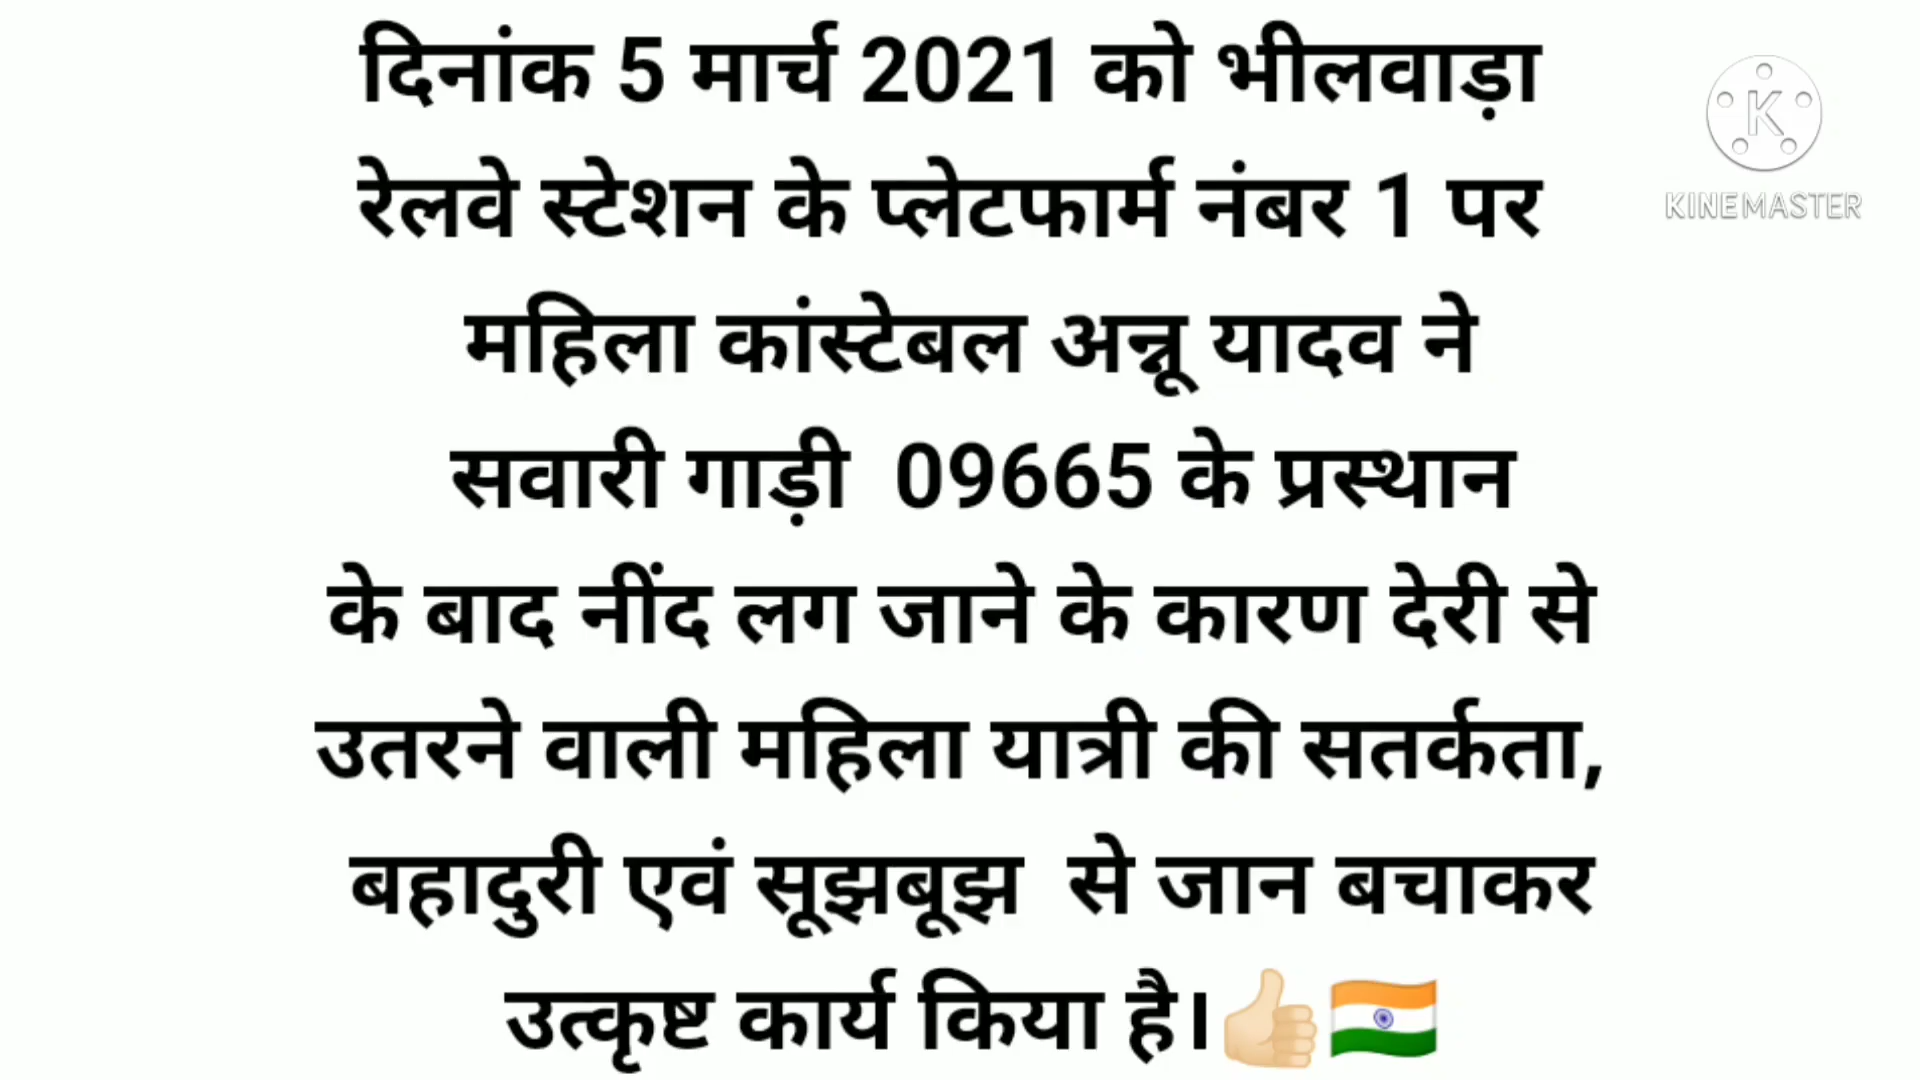 दिनांक 5 मार्च 2021 को भीलवाड़ा
रेलवे स्टेशन के प्लेटफार्म नंबर 1 पर
महिला कांस्टेबल अन्नू यादव ने
सवारी गाड़ी 09665 के प्रस्थान
के बाद नींद लग जाने के कारण देरी से
उतरने वाली महिला यात्री की सतर्कता,
बहादुरी एवं सूझबूझ से जान बचाकर
उत्कृष्ट कार्य किया है।👍🏻🇮🇳
K
KINEMASTER